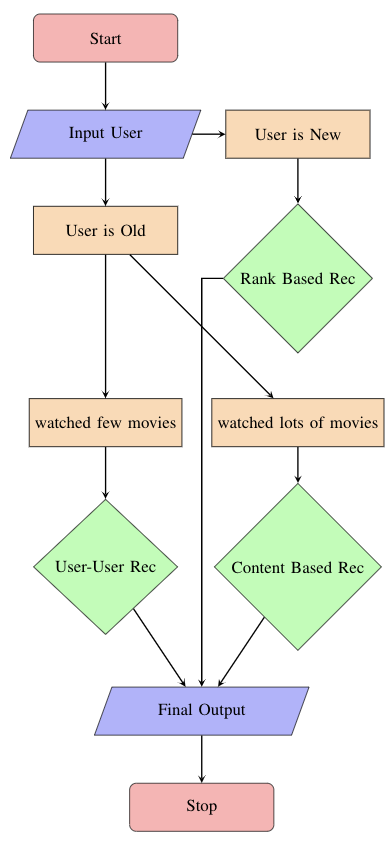 Start
Input User
User is New
User is Old
Rank Based Rec
watched few movies
watched lots of movies
User-User Rec
Content Based Rec
Final Output
Stop